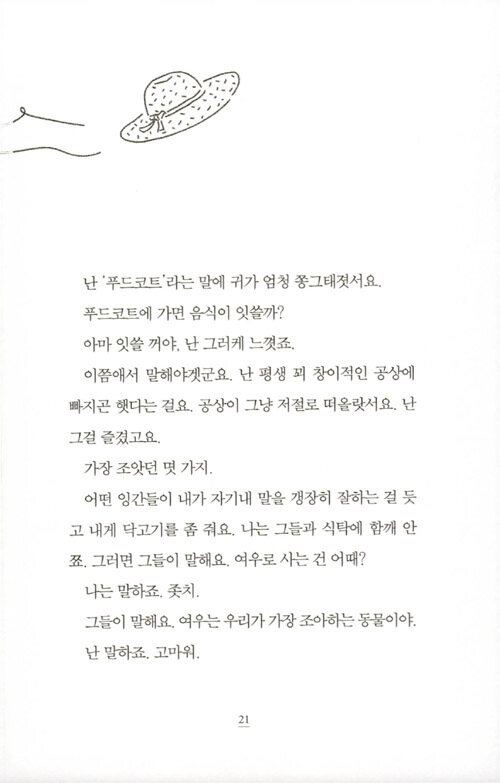 난 ‘푸드코트’라는 말에 귀가 엄청 쫑그태젓서요.
푸드코트에 가면 음식이 잇쓸까?
아마 잇쓸 꺼야, 난 그러케 느꼇죠.
이쯤애서 말해야겟군요. 난 평생 꾀 창이적인 공상에
빠지곤 햇다는 걸요. 공상이 그냥 저절로 떠올랏서요. 난
그걸 즐겼고요.
가장 조앗던 몟 가지.
어떤 잉간들이 내가 자기내 말을 갱장히 잘하는 걸 듯
고 내게 닥고기를 좀 줘요. 나는 그들과 식탁에 함깨 안
쬬. 그러면 그들이 말해요. 여우로 사는 건 어때?
나는 말하죠. 좃치.
그들이 말해요. 여우는 우리가 가장 조아하는 동물이야.
난 말하죠. 고마워.
21